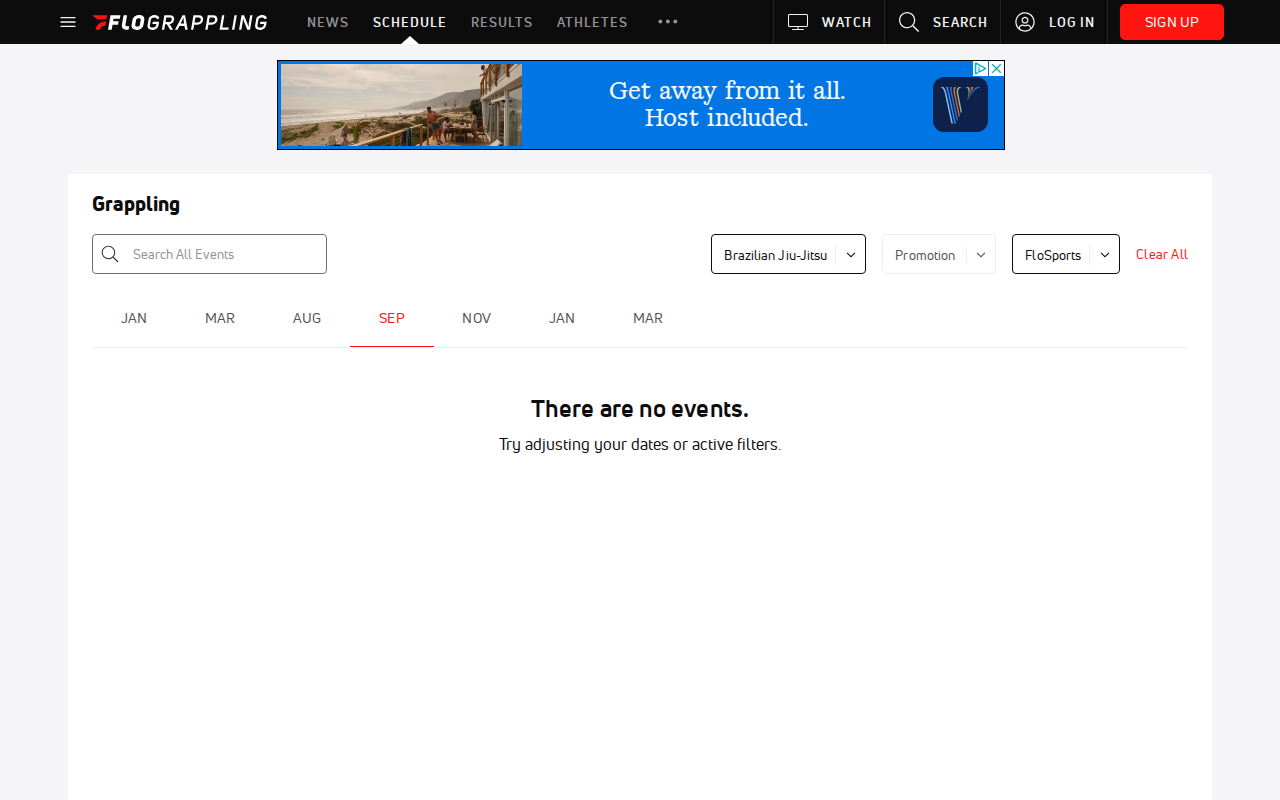 FLOGRAPPLING NEWS SCHEDULE RESULTS ATHLETES WATCH SEARCH LOG IN SIGN UP
Get away from it all.
Host included.
Grappling
Search All Events Brazilian Jiu-Jitsu Promotion FloSports Clear All
JAN MAR AUG SEP NOV JAN MAR
There are no events.
Try adjusting your dates or active filters.